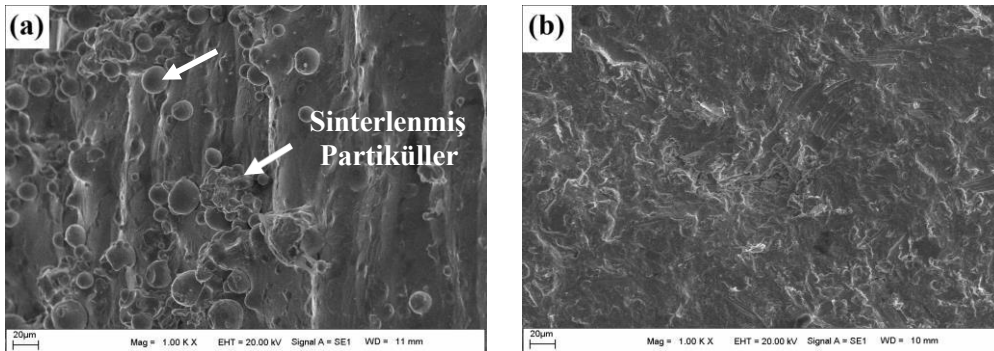 (a)
Sinterlenmiş
Partiküller
20µm
Mag = 1.00 K X EHT = 20.00 kV Signal A = SE1 WD = 11 mm
(b)
20µm
Mag = 1.00 K X EHT = 20.00 kV Signal A = SE1 WD = 10 mm